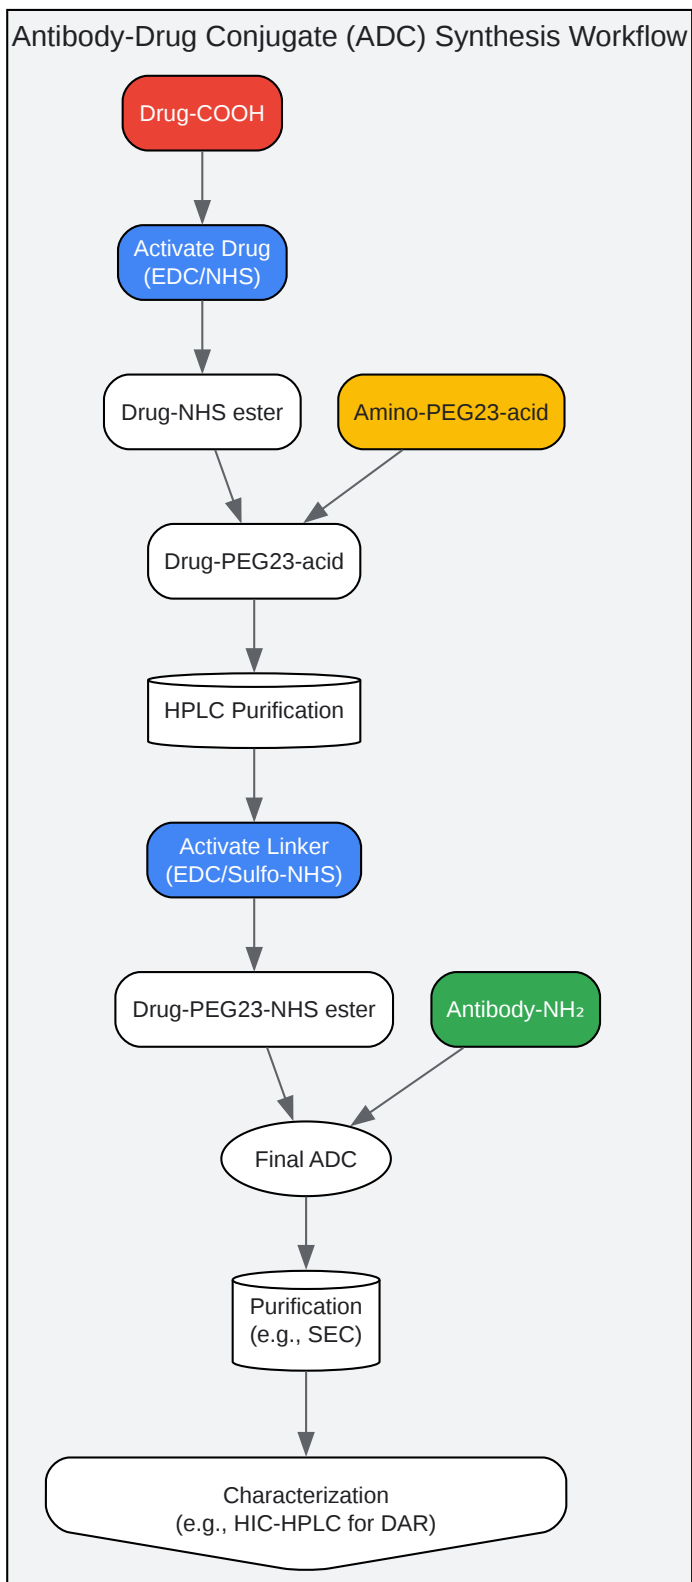 Antibody-Drug Conjugate (ADC) Synthesis Workflow
Drug-COOH
Activate Drug
(EDC/NHS)
Drug-NHS ester
Amino-PEG23-acid
Drug-PEG23-acid
HPLC Purification
Activate Linker
(EDC/Sulfo-NHS)
Drug-PEG23-NHS ester
Antibody-NH₂
Final ADC
Purification
(e.g., SEC)
Characterization
(e.g., HIC-HPLC for DAR)